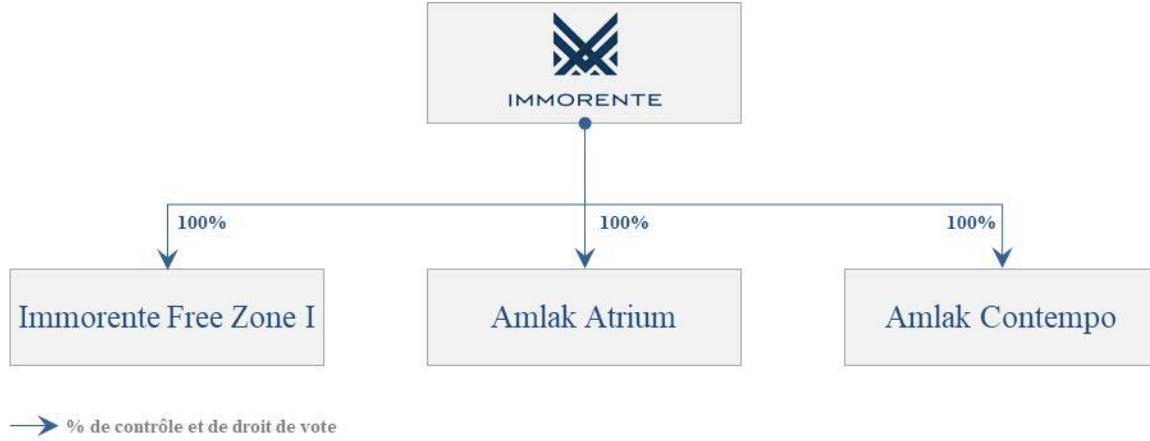 IMMORENTE
100%
100%
100%
Immorente Free Zone I
Amlak Atrium
Amlak Contempo
% de contrôle et de droit de vote